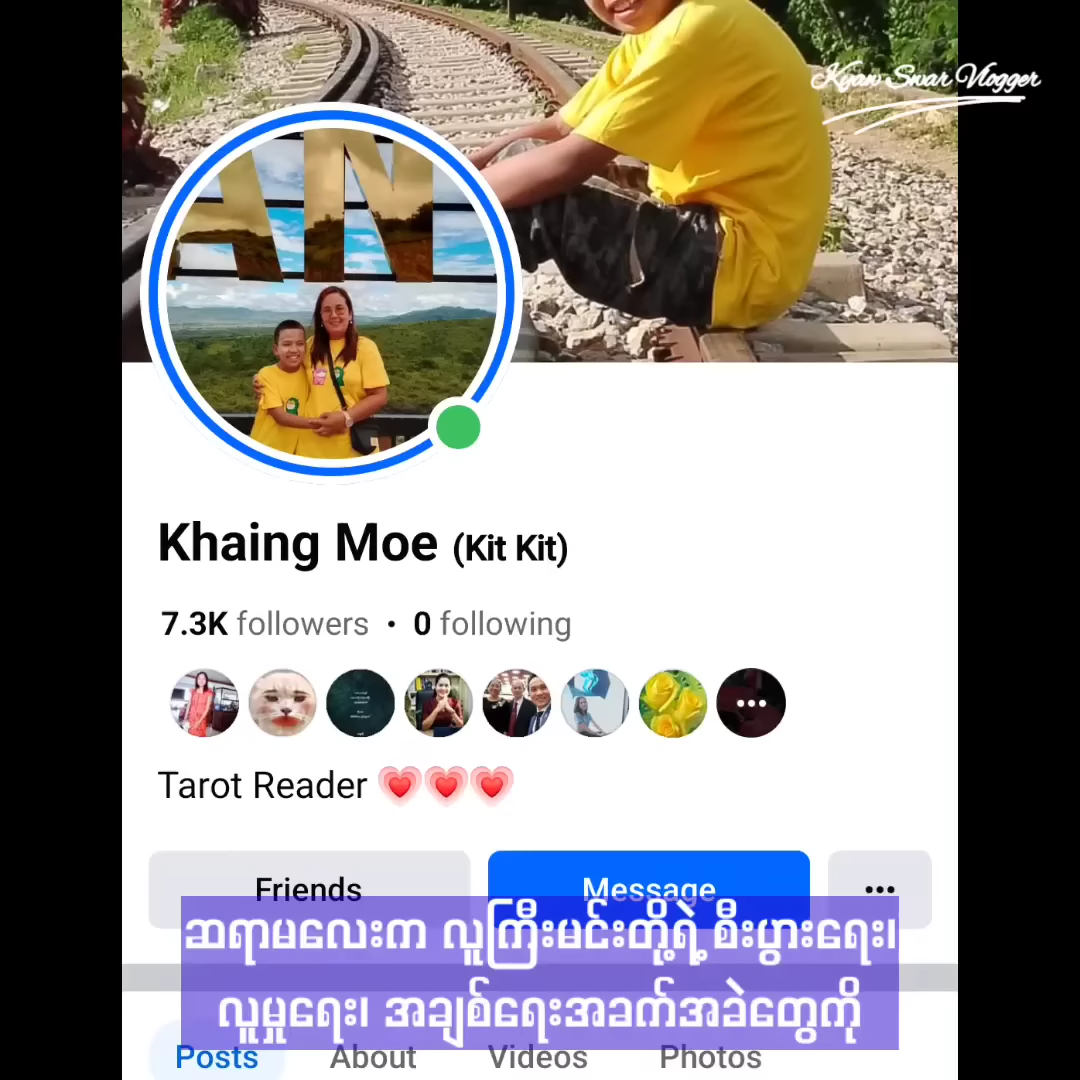 Kyaw Swar Vlogger
AN
Khaing Moe (Kit Kit)
7.3K followers • 0 following
Tarot Reader 💗💗💗
Friends
Message
ဆရာမလေးက လူကြီးမင်းတို့ရဲ့စီးပွားရေး၊
လူမှုရေး၊ အချစ်ရေးအခက်အခဲတွေကို
Posts About Videos Photos